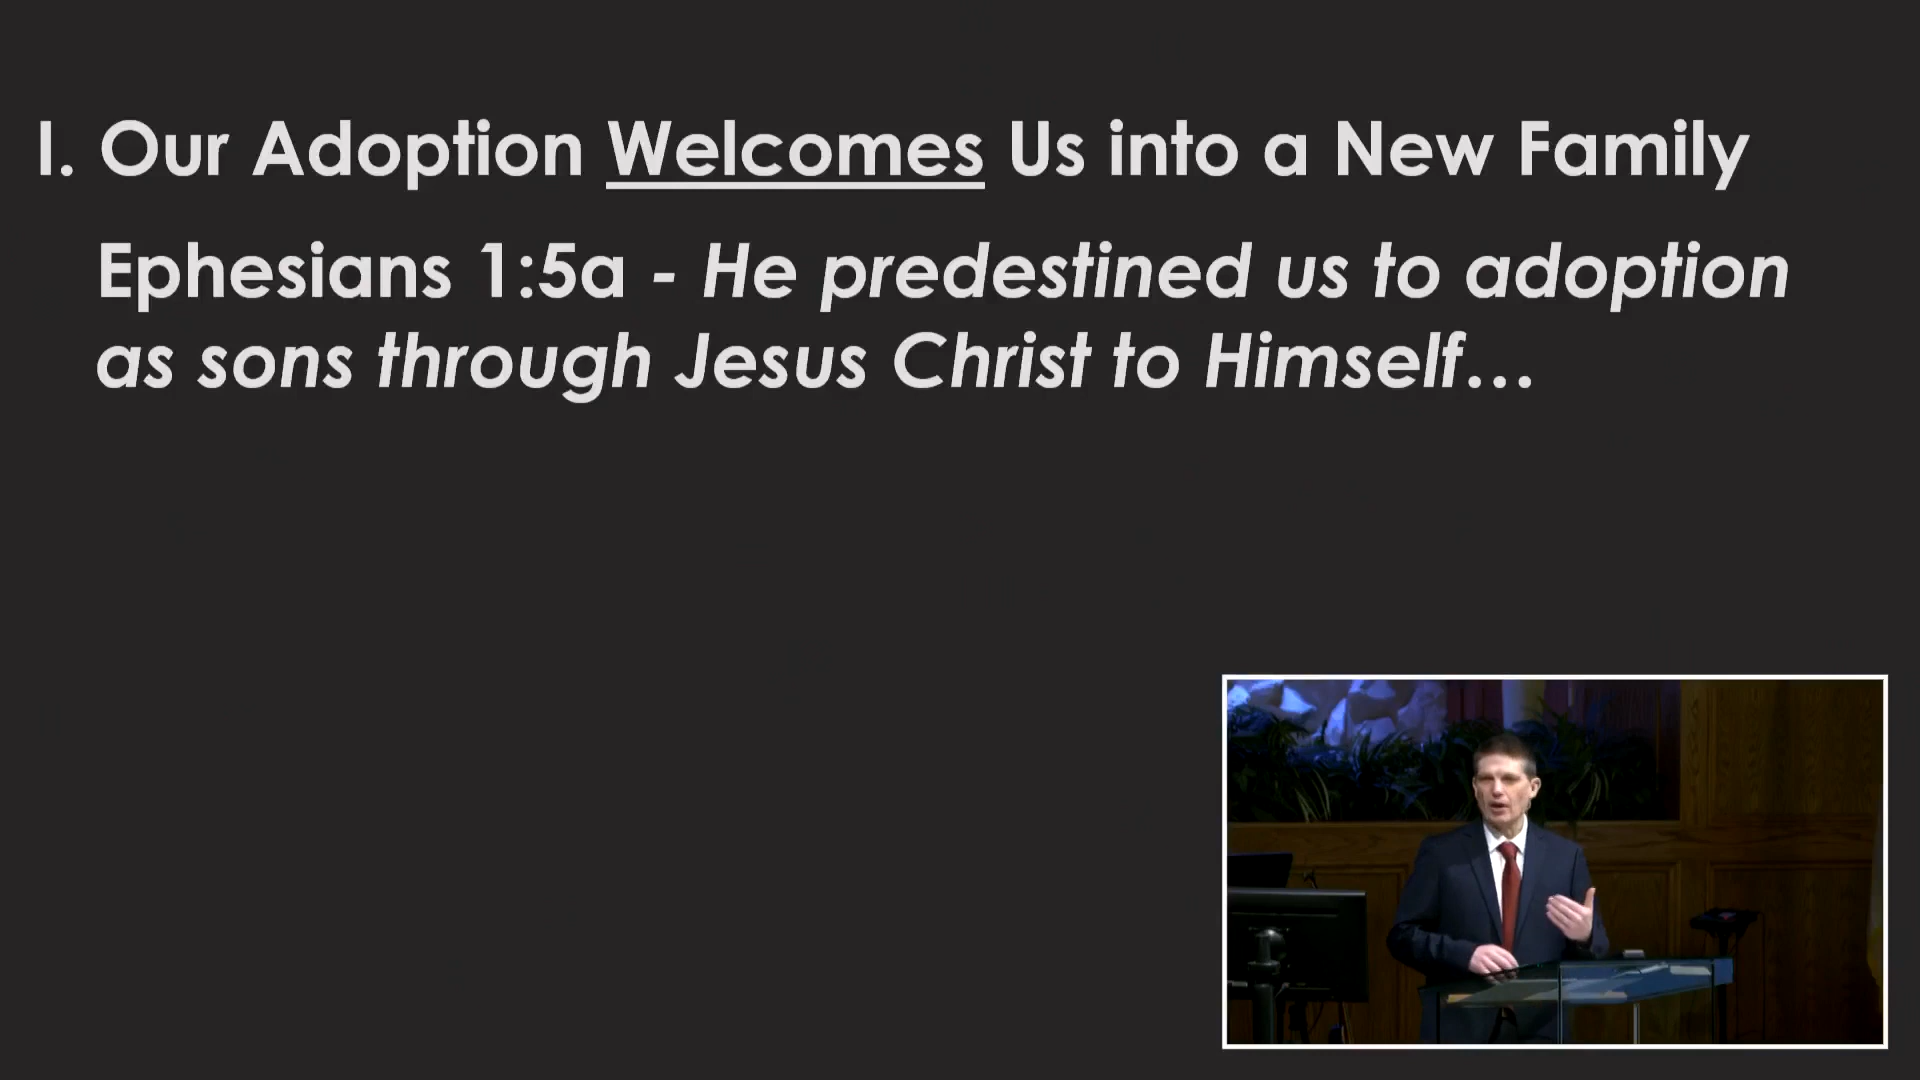 I. Our Adoption Welcomes Us into a New Family
Ephesians 1:5a - He predestined us to adoption
as sons through Jesus Christ to Himself…